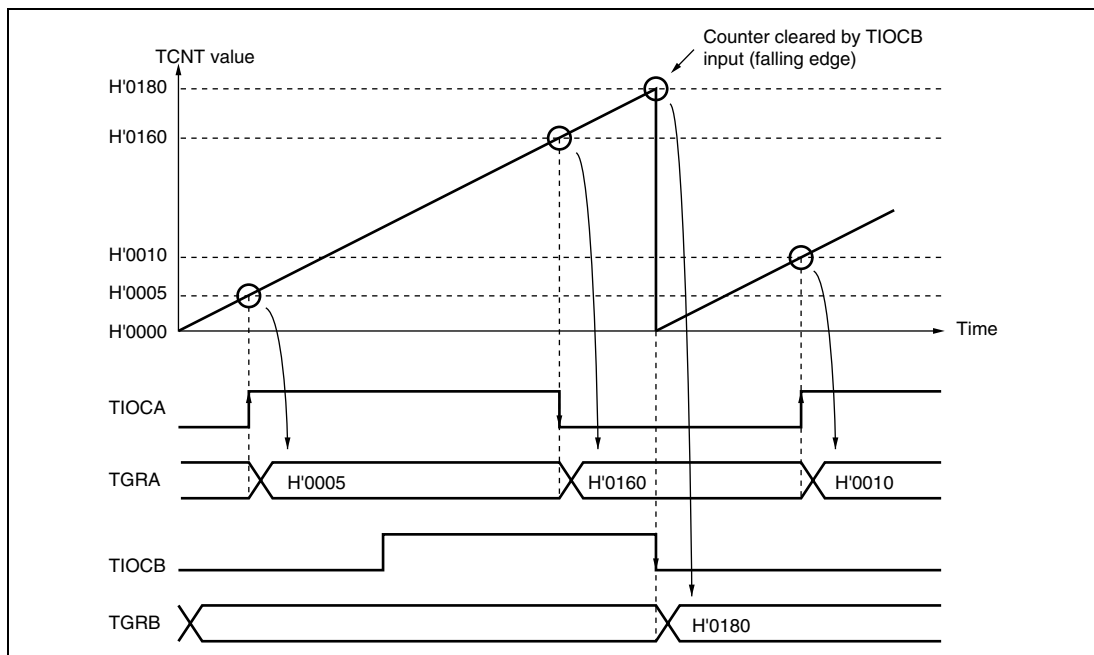 Counter cleared by TIOCB
input (falling edge)
TCNT value
H'0180
H'0160
H'0010
H'0005
H'0000
Time
TIOCA
TGRA
H'0005
H'0160
H'0010
TIOCB
TGRB
H'0180